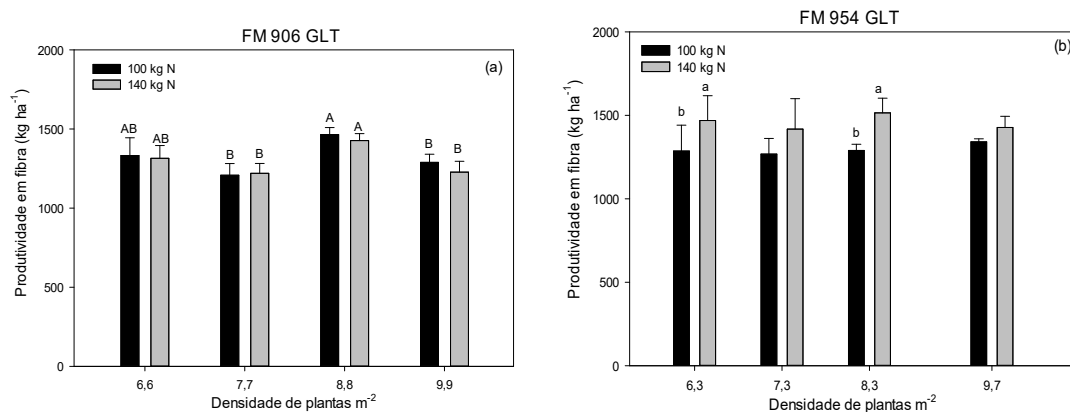 FM 906 GLT
(a)
100 kg N
140 kg N
Produtividade em fibra (kg ha-1)
2000
1500
1000
500
0
AB AB B B A A B B
6,6 7,7 8,8 9,9
Densidade de plantas m-2
FM 954 GLT
(b)
100 kg N
140 kg N
Produtividade em fibra (kg ha-1)
2000
1500
1000
500
0
b a b a
6,3 7,3 8,3 9,7
Densidade de plantas m-2